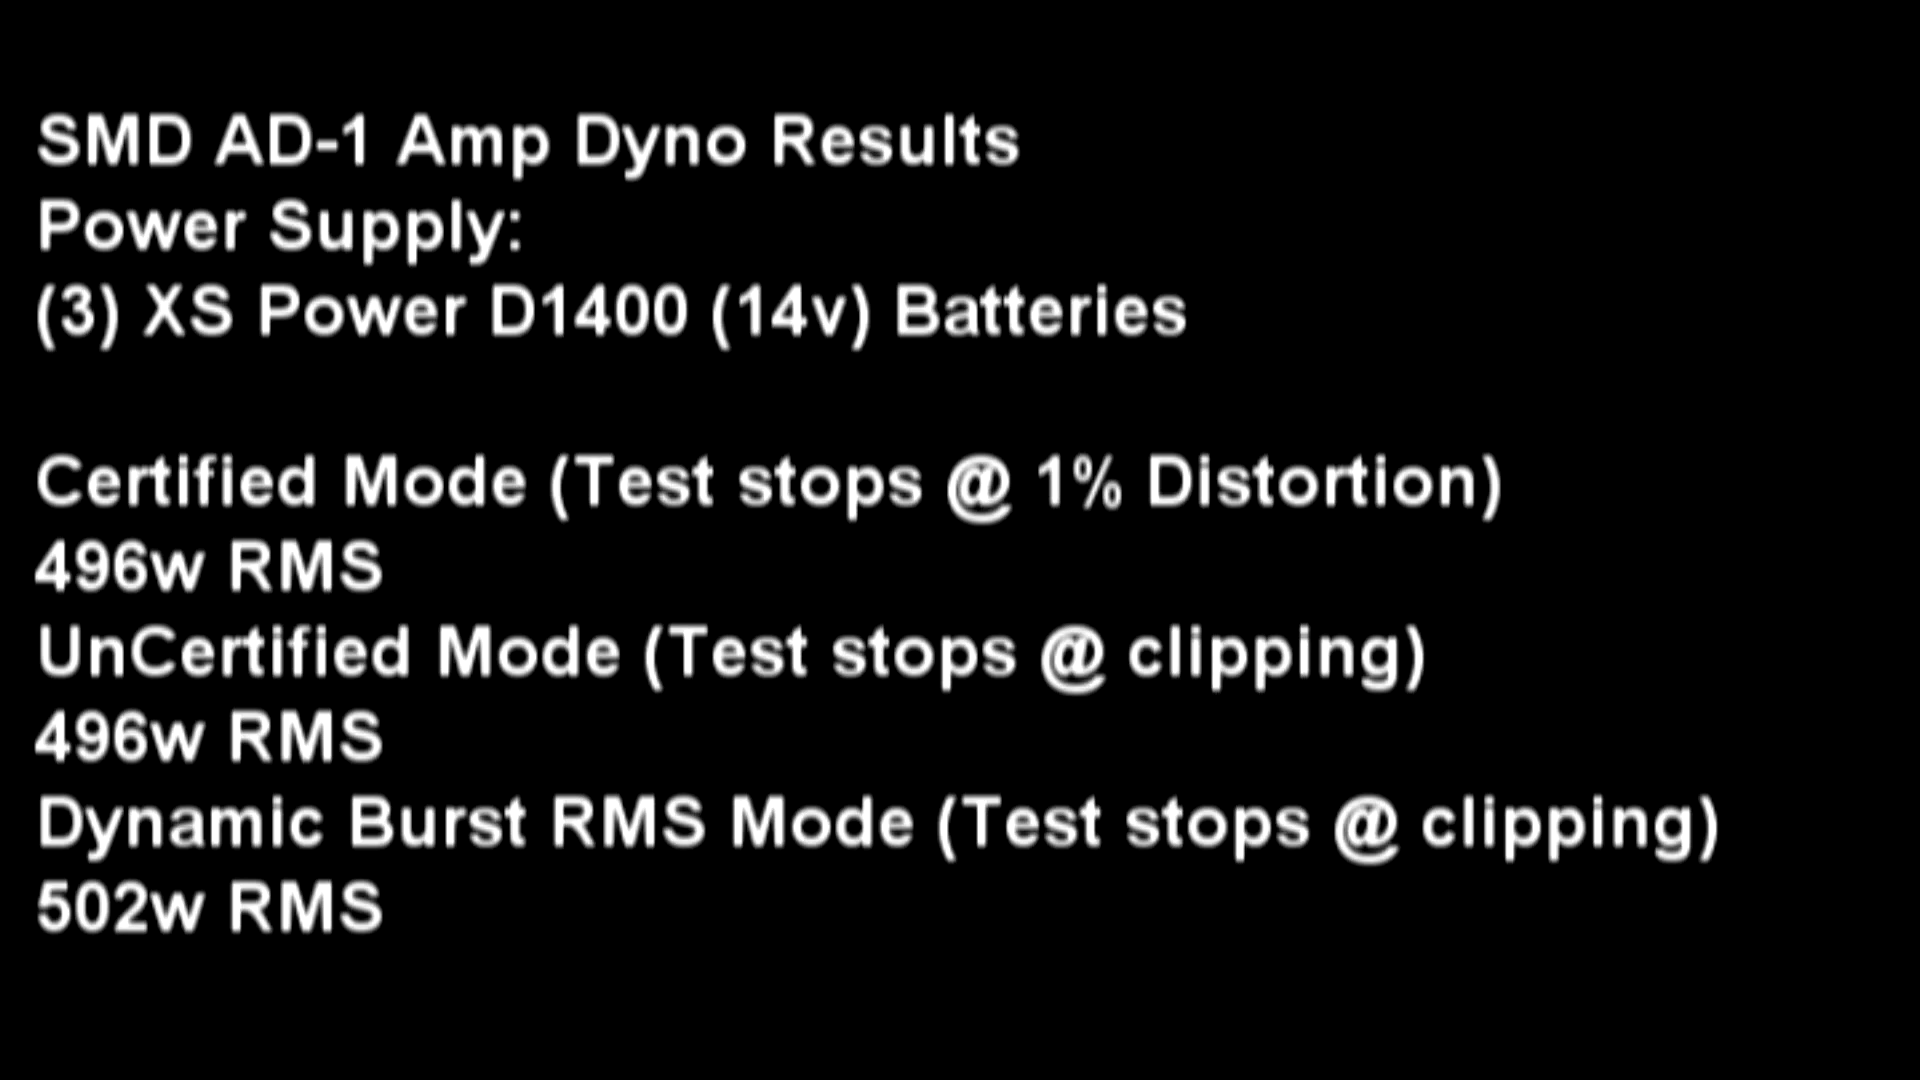 SMD AD-1 Amp Dyno Results
Power Supply:
(3) XS Power D1400 (14v) Batteries
Certified Mode (Test stops @ 1% Distortion)
496w RMS
UnCertified Mode (Test stops @ clipping)
496w RMS
Dynamic Burst RMS Mode (Test stops @ clipping)
502w RMS